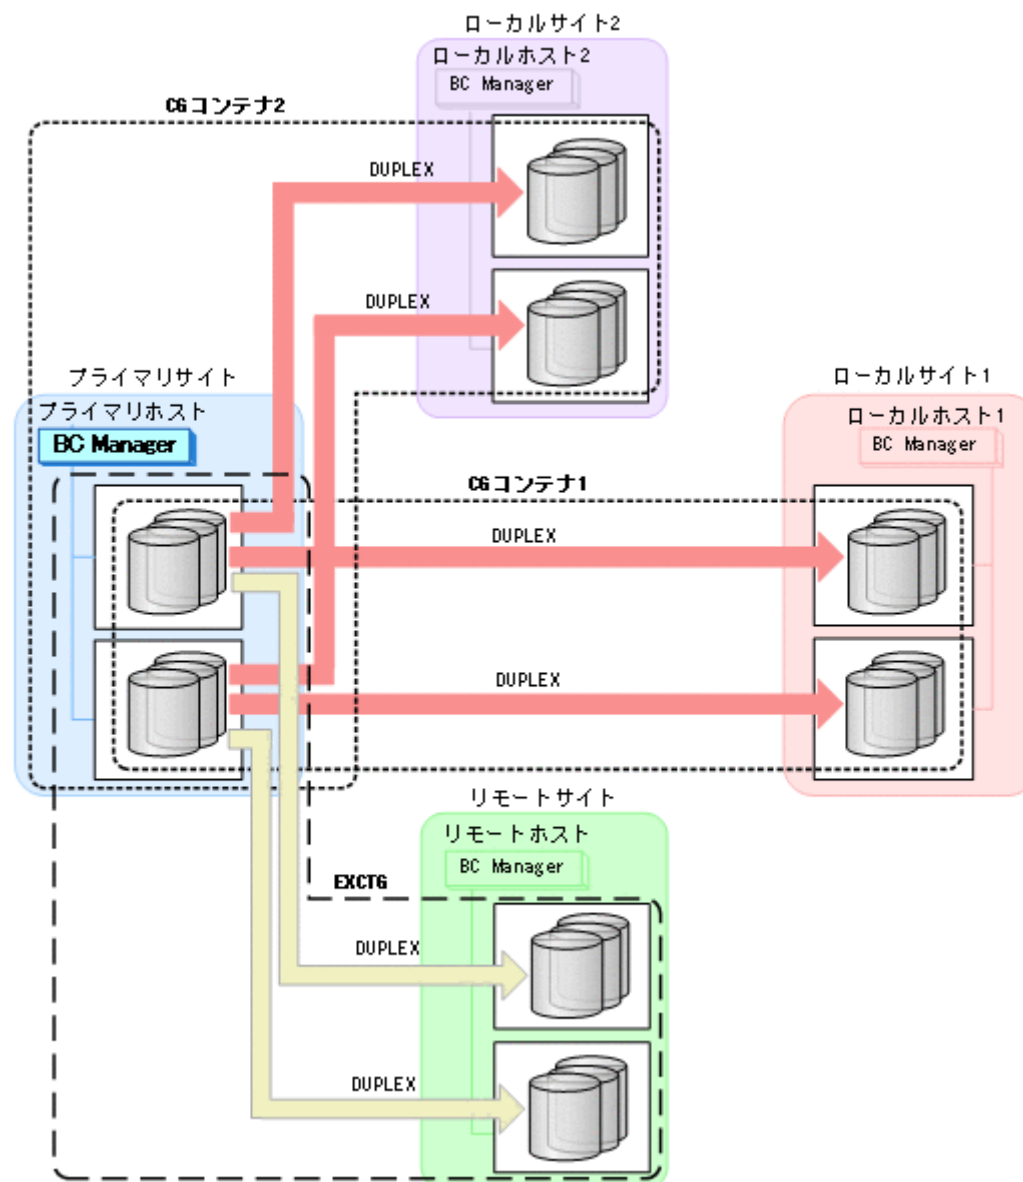 ローカルサイト2
ローカルホスト2
BC Manager
CGコンテナ2
DUPLEX
DUPLEX
プライマリサイト
プライマリホスト
BC Manager
ローカルサイト1
ローカルホスト1
BC Manager
CGコンテナ1
DUPLEX
DUPLEX
リモートサイト
リモートホスト
BC Manager
EXCTG
DUPLEX
DUPLEX